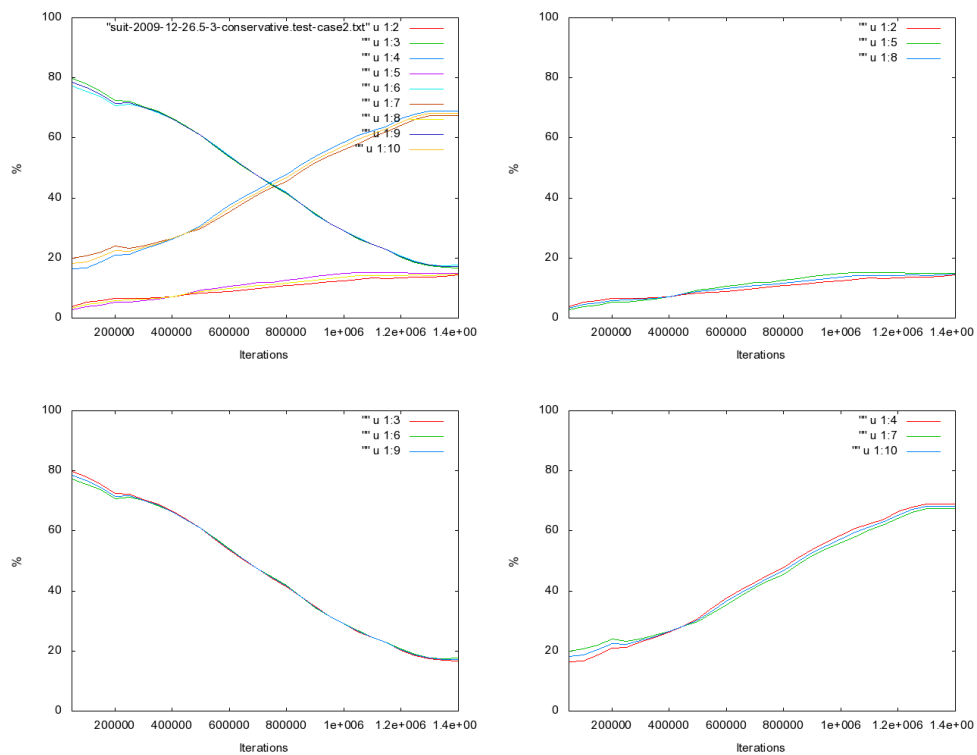 "suit-2009-12-26.5-3-conservative.test-case2.txt" u 1:2
"" u 1:3
"" u 1:4
"" u 1:5
"" u 1:6
"" u 1:7
"" u 1:8
"" u 1:9
"" u 1:10
100
80
60
40
20
0
%
200000 400000 600000 800000 1e+006 1.2e+006 1.4e+00
Iterations
"" u 1:2
"" u 1:5
"" u 1:8
100
80
60
40
20
0
%
200000 400000 600000 800000 1e+006 1.2e+006 1.4e+00
Iterations
"" u 1:3
"" u 1:6
"" u 1:9
100
80
60
40
20
0
%
200000 400000 600000 800000 1e+006 1.2e+006 1.4e+00
Iterations
"" u 1:4
"" u 1:7
"" u 1:10
100
80
60
40
20
0
%
200000 400000 600000 800000 1e+006 1.2e+006 1.4e+00
Iterations